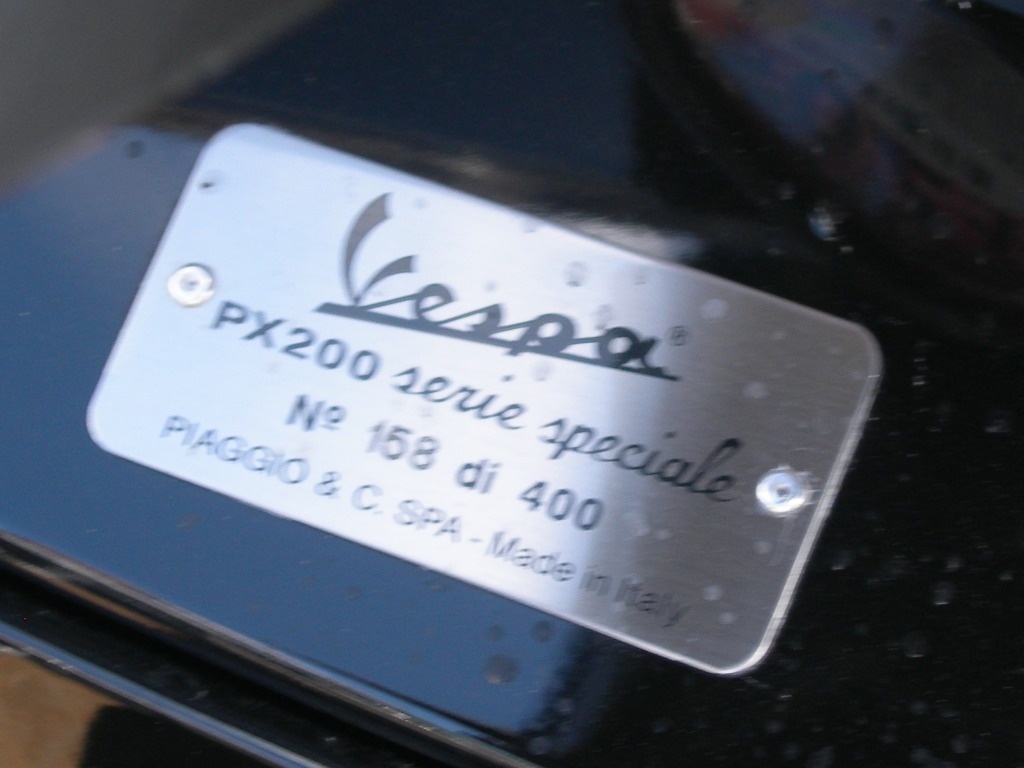 Vespa®
PX200 serie speciale
Nº 158 di 400
PIAGGIO & C. SPA - Made in Italy